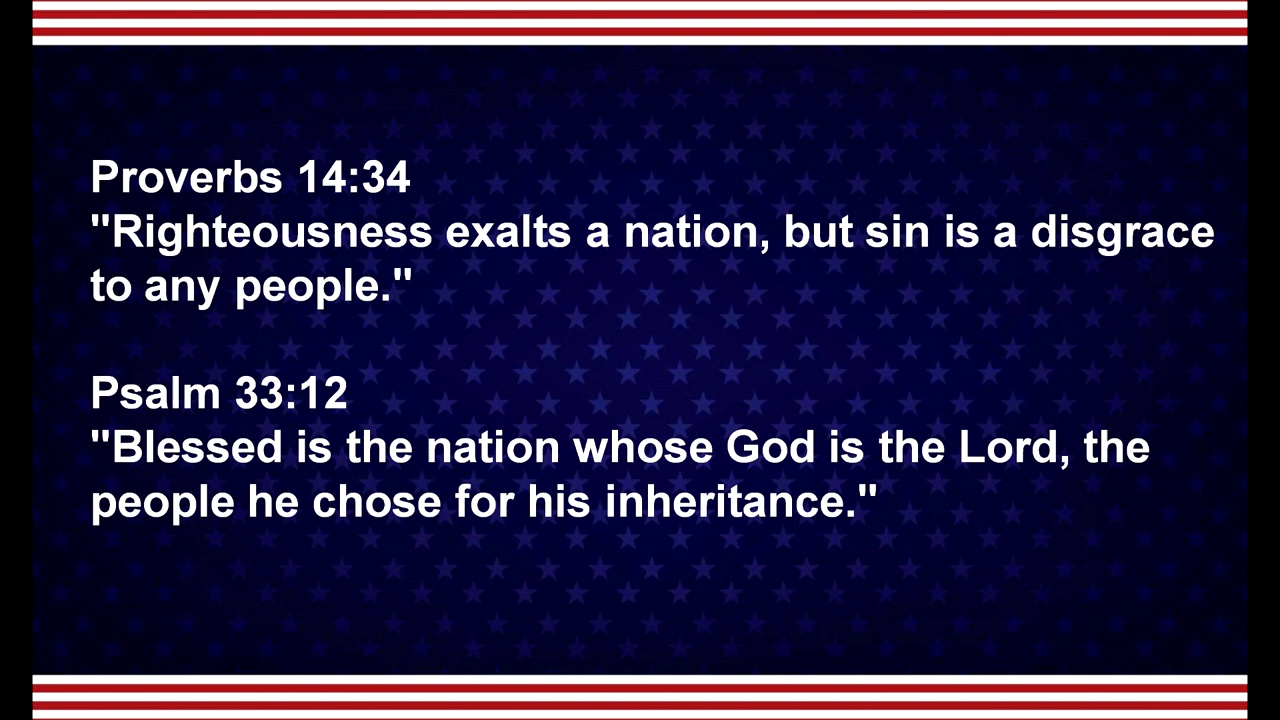 Proverbs 14:34
"Righteousness exalts a nation, but sin is a disgrace
to any people."
Psalm 33:12
"Blessed is the nation whose God is the Lord, the
people he chose for his inheritance."